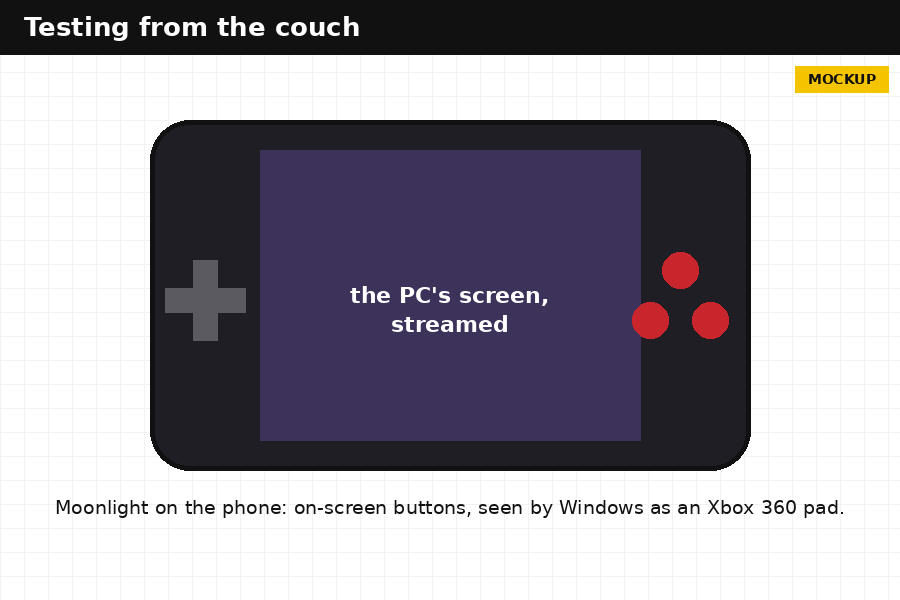 Testing from the couch
MOCKUP
the PC's screen,
streamed
Moonlight on the phone: on-screen buttons, seen by Windows as an Xbox 360 pad.